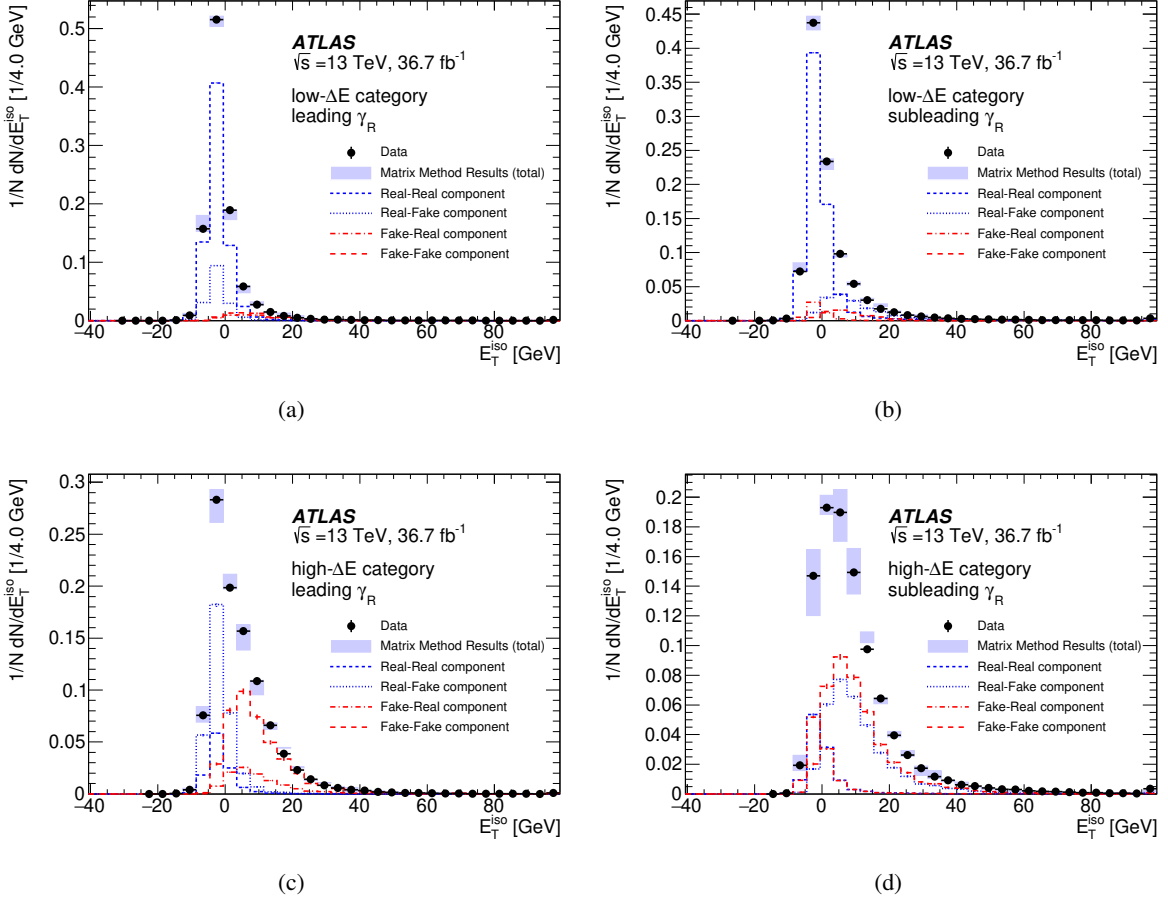 1/N dN/dE_T^iso [1/4.0 GeV]
0.5
0.4
0.3
0.2
0.1
0
ATLAS
√s =13 TeV, 36.7 fb⁻¹
low-ΔE category
leading γ_R
Data
Matrix Method Results (total)
Real-Real component
Real-Fake component
Fake-Real component
Fake-Fake component
−40 −20 0 20 40 60 80
E_T^iso [GeV]
(a)
1/N dN/dE_T^iso [1/4.0 GeV]
0.45
0.4
0.35
0.3
0.25
0.2
0.15
0.1
0.05
0
ATLAS
√s =13 TeV, 36.7 fb⁻¹
low-ΔE category
subleading γ_R
Data
Matrix Method Results (total)
Real-Real component
Real-Fake component
Fake-Real component
Fake-Fake component
−40 −20 0 20 40 60 80
E_T^iso [GeV]
(b)
1/N dN/dE_T^iso [1/4.0 GeV]
0.3
0.25
0.2
0.15
0.1
0.05
0
ATLAS
√s =13 TeV, 36.7 fb⁻¹
high-ΔE category
leading γ_R
Data
Matrix Method Results (total)
Real-Real component
Real-Fake component
Fake-Real component
Fake-Fake component
−40 −20 0 20 40 60 80
E_T^iso [GeV]
(c)
1/N dN/dE_T^iso [1/4.0 GeV]
0.2
0.18
0.16
0.14
0.12
0.1
0.08
0.06
0.04
0.02
0
ATLAS
√s =13 TeV, 36.7 fb⁻¹
high-ΔE category
subleading γ_R
Data
Matrix Method Results (total)
Real-Real component
Real-Fake component
Fake-Real component
Fake-Fake component
−40 −20 0 20 40 60 80
E_T^iso [GeV]
(d)